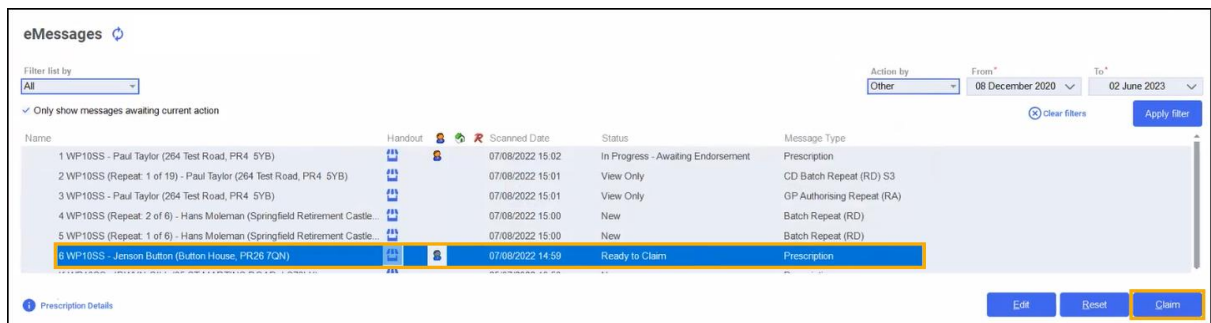 eMessages
Filter list by
All
Action by
Other
From*
08 December 2020
To*
02 June 2023
Only show messages awaiting current action
Clear filters
Apply filter
Name Handout Scanned Date Status Message Type
1 WP10SS - Paul Taylor (264 Test Road, PR4 5YB) 07/08/2022 15:02 In Progress - Awaiting Endorsement Prescription
2 WP10SS (Repeat: 1 of 19) - Paul Taylor (264 Test Road, PR4 5YB) 07/08/2022 15:01 View Only CD Batch Repeat (RD) S3
3 WP10SS - Paul Taylor (264 Test Road, PR4 5YB) 07/08/2022 15:01 View Only GP Authorising Repeat (RA)
4 WP10SS (Repeat: 2 of 6) - Hans Moleman (Springfield Retirement Castle... 07/08/2022 15:00 New Batch Repeat (RD)
5 WP10SS (Repeat: 1 of 6) - Hans Moleman (Springfield Retirement Castle... 07/08/2022 15:00 New Batch Repeat (RD)
6 WP10SS - Jenson Button (Button House, PR26 7QN) 07/08/2022 14:59 Ready to Claim Prescription
Prescription Details
Edit Reset Claim